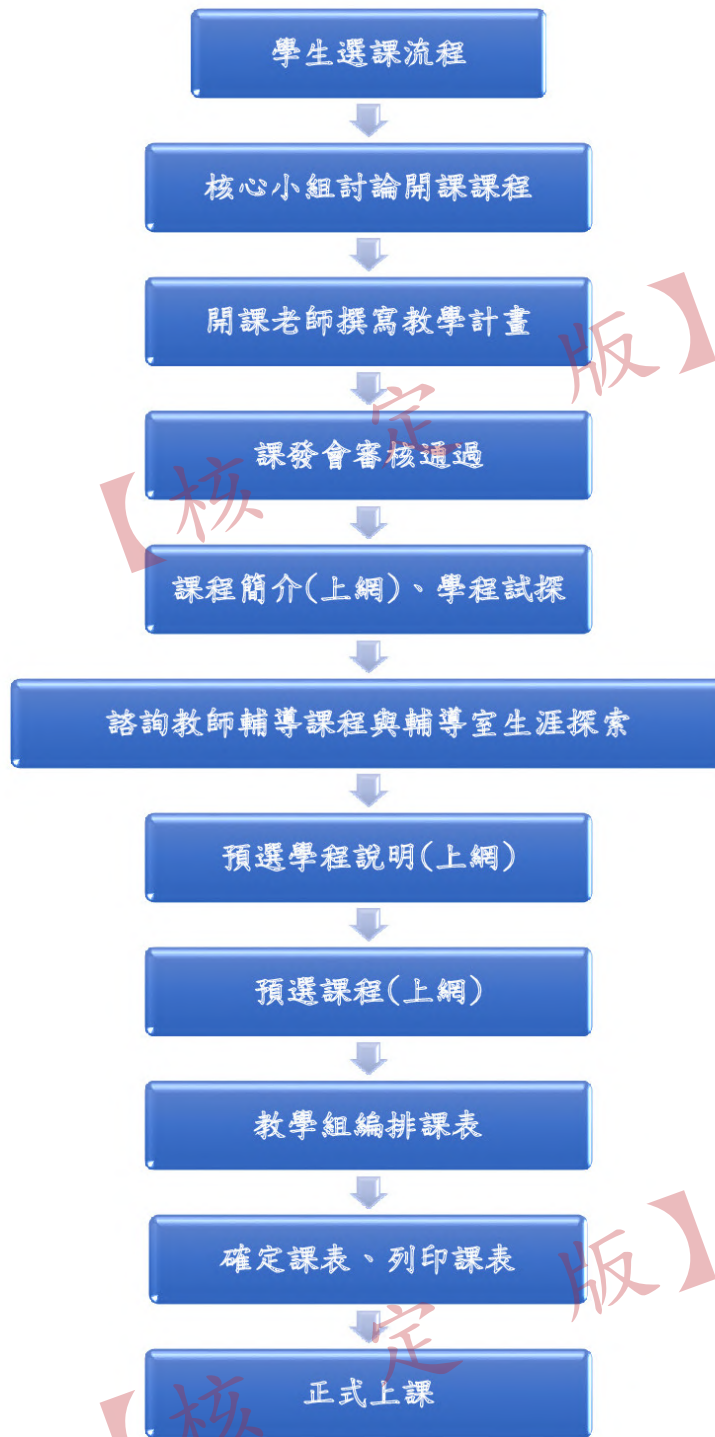 學生選課流程
核心小組討論開課課程
開課老師撰寫教學計畫
課發會審核通過
課程簡介(上網)、學程試探
諮詢教師輔導課程與輔導室生涯探索
預選學程說明(上網)
預選課程(上網)
教學組編排課表
確定課表、列印課表
正式上課
【核定版】
【核定版】